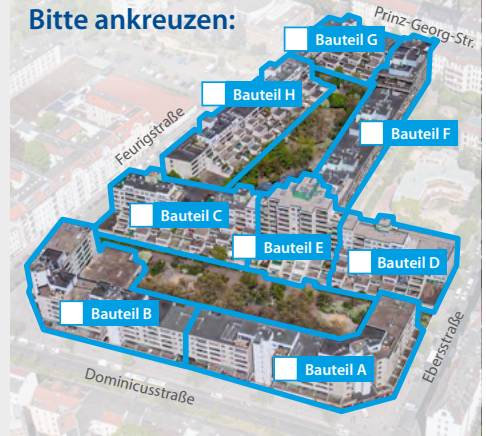 Bitte ankreuzen:
Prinz-Georg-Str.
Bauteil G
Bauteil H
Feurigstraße
Bauteil F
Bauteil C
Bauteil E
Bauteil D
Bauteil B
Ebersstraße
Bauteil A
Dominicusstraße